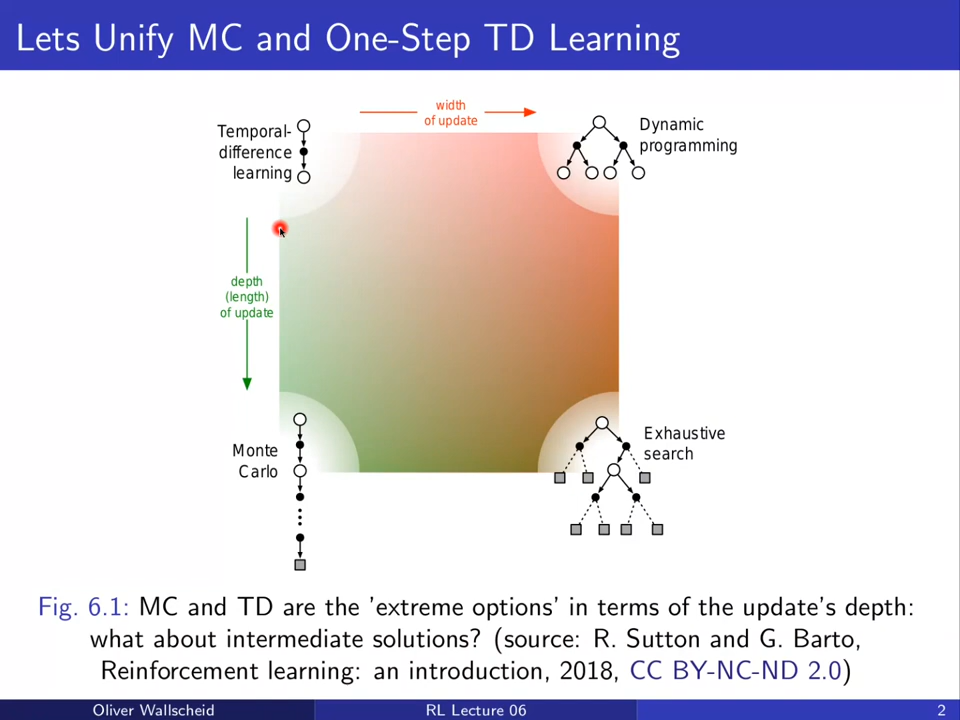 Lets Unify MC and One-Step TD Learning
width
of update
Temporal-
difference
learning
Dynamic
programming
depth
(length)
of update
Monte
Carlo
Exhaustive
search
Fig. 6.1: MC and TD are the 'extreme options' in terms of the update's depth:
what about intermediate solutions? (source: R. Sutton and G. Barto,
Reinforcement learning: an introduction, 2018, CC BY-NC-ND 2.0)
Oliver Wallscheid
RL Lecture 06
2